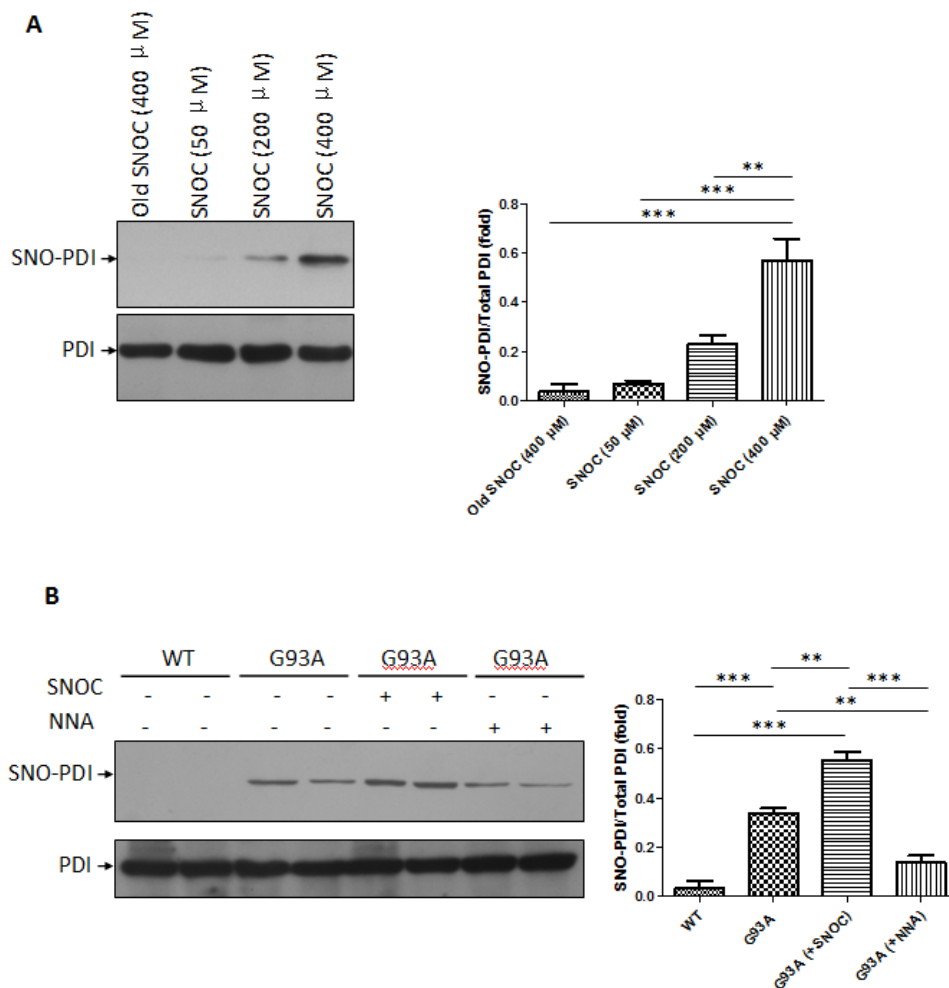 A
Old SNOC (400 μM)
SNOC (50 μM)
SNOC (200 μM)
SNOC (400 μM)
SNO-PDI
PDI
**
***
***
SNO-PDI/Total PDI (fold)
0.8
0.6
0.4
0.2
0.0
Old SNOC (400 μM)
SNOC (50 μM)
SNOC (200 μM)
SNOC (400 μM)
B
WT G93A G93A G93A
SNOC - - - - + + - -
NNA - - - - - - + +
SNO-PDI
PDI
**
*** ***
**
***
SNO-PDI/Total PDI (fold)
0.8
0.6
0.4
0.2
0.0
WT
G93A
G93A (+SNOC)
G93A (+NNA)